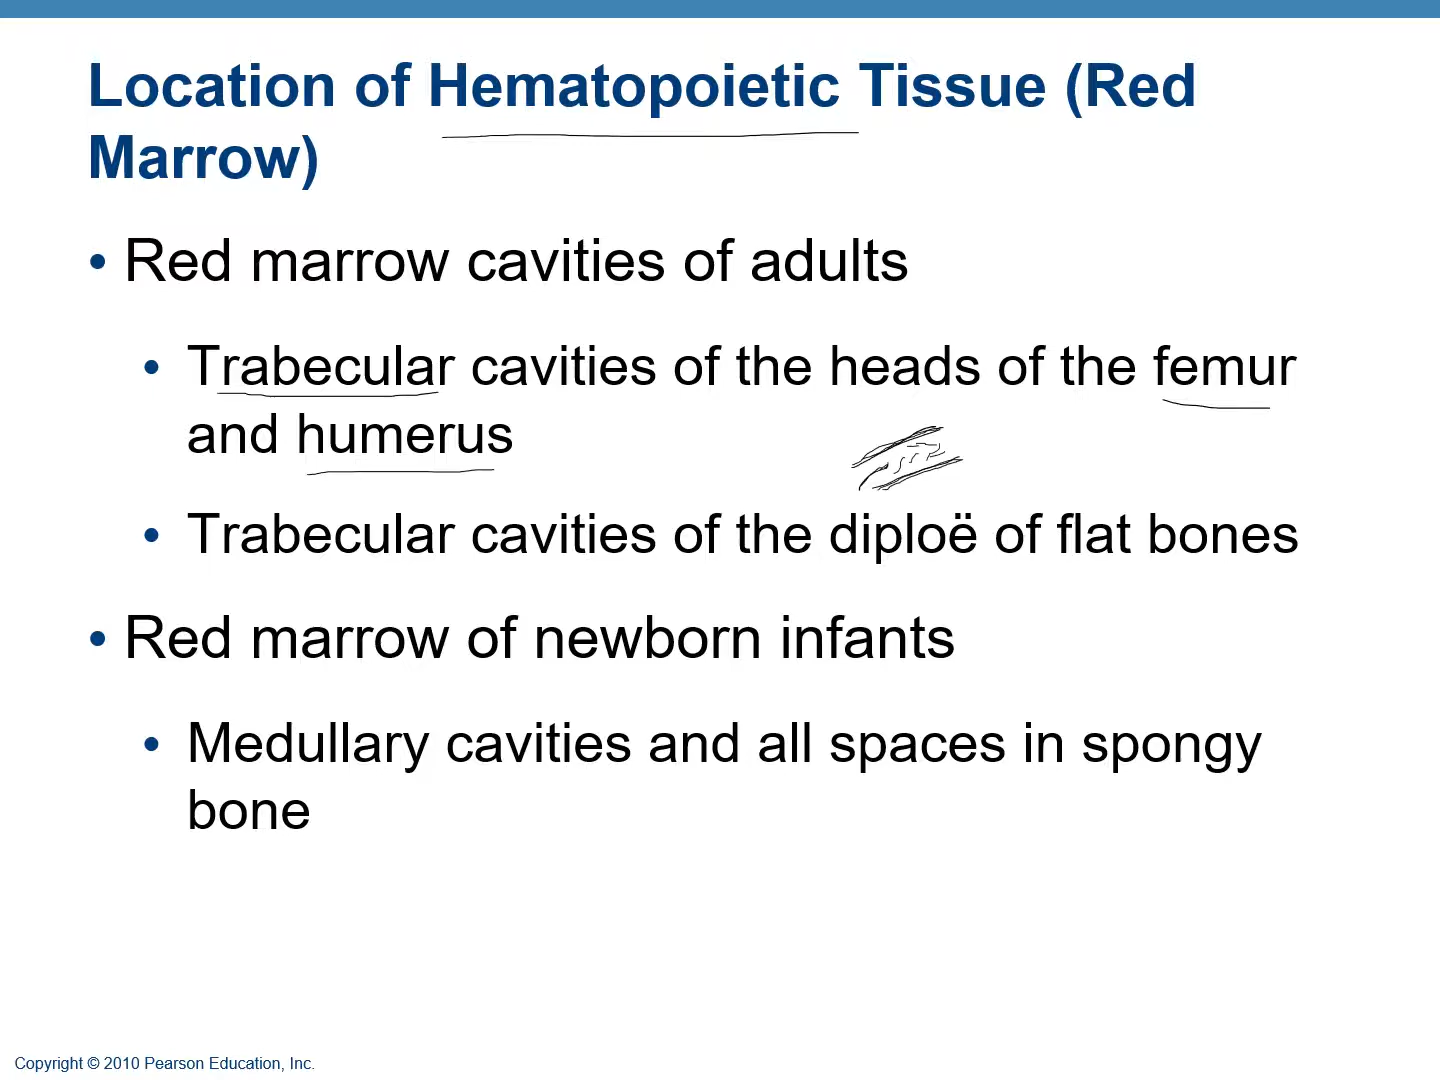 Location of Hematopoietic Tissue (Red
Marrow)
• Red marrow cavities of adults
• Trabecular cavities of the heads of the femur
and humerus
• Trabecular cavities of the diploë of flat bones
• Red marrow of newborn infants
• Medullary cavities and all spaces in spongy
bone
Copyright © 2010 Pearson Education, Inc.